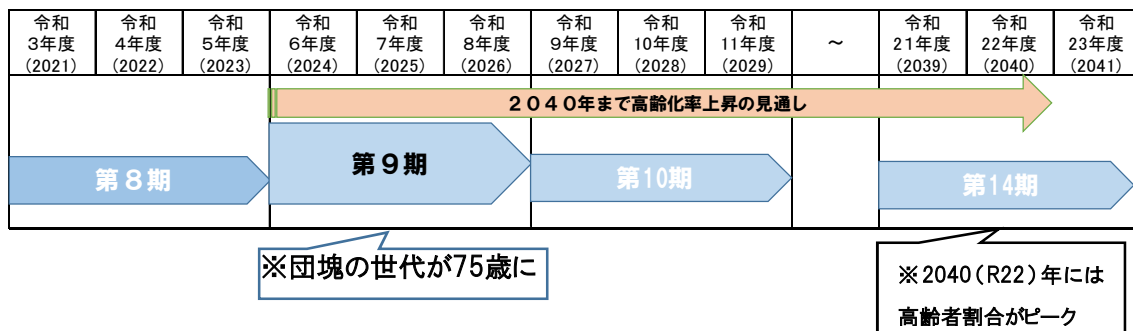 令和 令和 令和 令和 令和 令和 令和 令和 令和 ～ 令和 令和 令和
3年度 4年度 5年度 6年度 7年度 8年度 9年度 10年度 11年度 21年度 22年度 23年度
(2021) (2022) (2023) (2024) (2025) (2026) (2027) (2028) (2029) (2039) (2040) (2041)
２０４０年まで高齢化率上昇の見通し
第８期 第９期 第10期 第14期
※団塊の世代が75歳に
※2040(R22)年には
高齢者割合がピーク